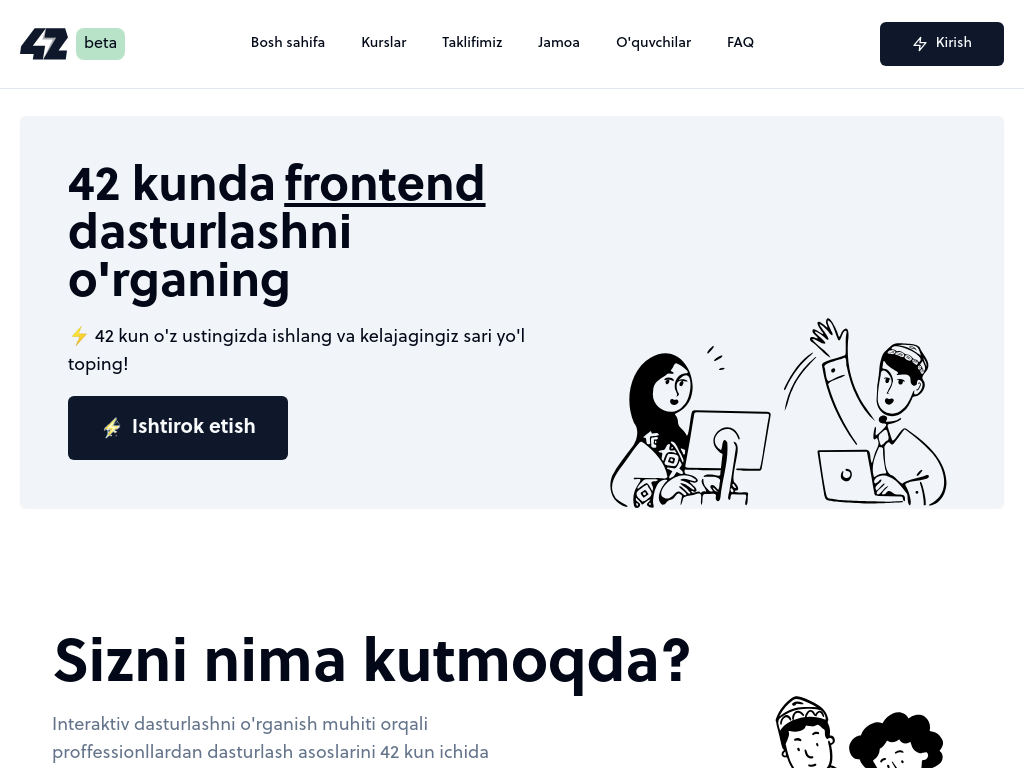 42 beta
Bosh sahifa Kurslar Taklifimiz Jamoa O'quvchilar FAQ
Kirish
42 kunda frontend
dasturlashni
o'rganing
⚡ 42 kun o'z ustingizda ishlang va kelajagingiz sari yo'l
toping!
⚡ Ishtirok etish
Sizni nima kutmoqda?
Interaktiv dasturlashni o'rganish muhiti orqali
proffessionllardan dasturlash asoslarini 42 kun ichida